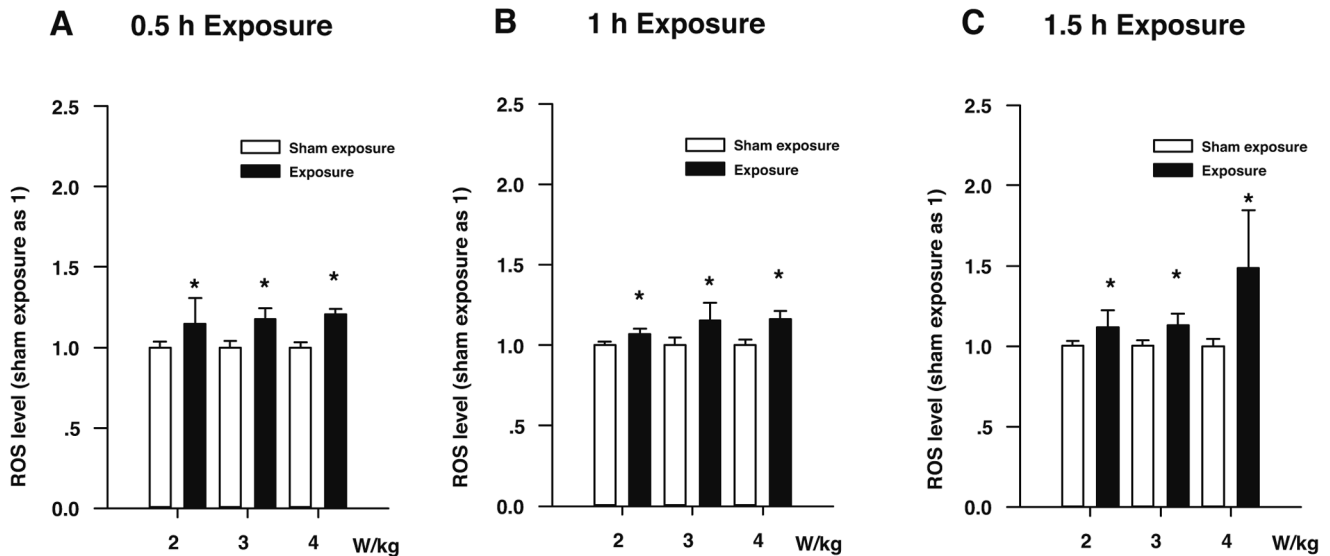 A 0.5 h Exposure
ROS level (sham exposure as 1)
2.5
2.0
1.5
1.0
.5
0.0
Sham exposure
Exposure
* * *
2 3 4 W/kg
B 1 h Exposure
ROS level (sham exposure as 1)
2.5
2.0
1.5
1.0
.5
0.0
Sham exposure
Exposure
* * *
2 3 4 W/kg
C 1.5 h Exposure
ROS level (sham exposure as 1)
2.5
2.0
1.5
1.0
.5
0.0
Sham exposure
Exposure
* * *
2 3 4 W/kg